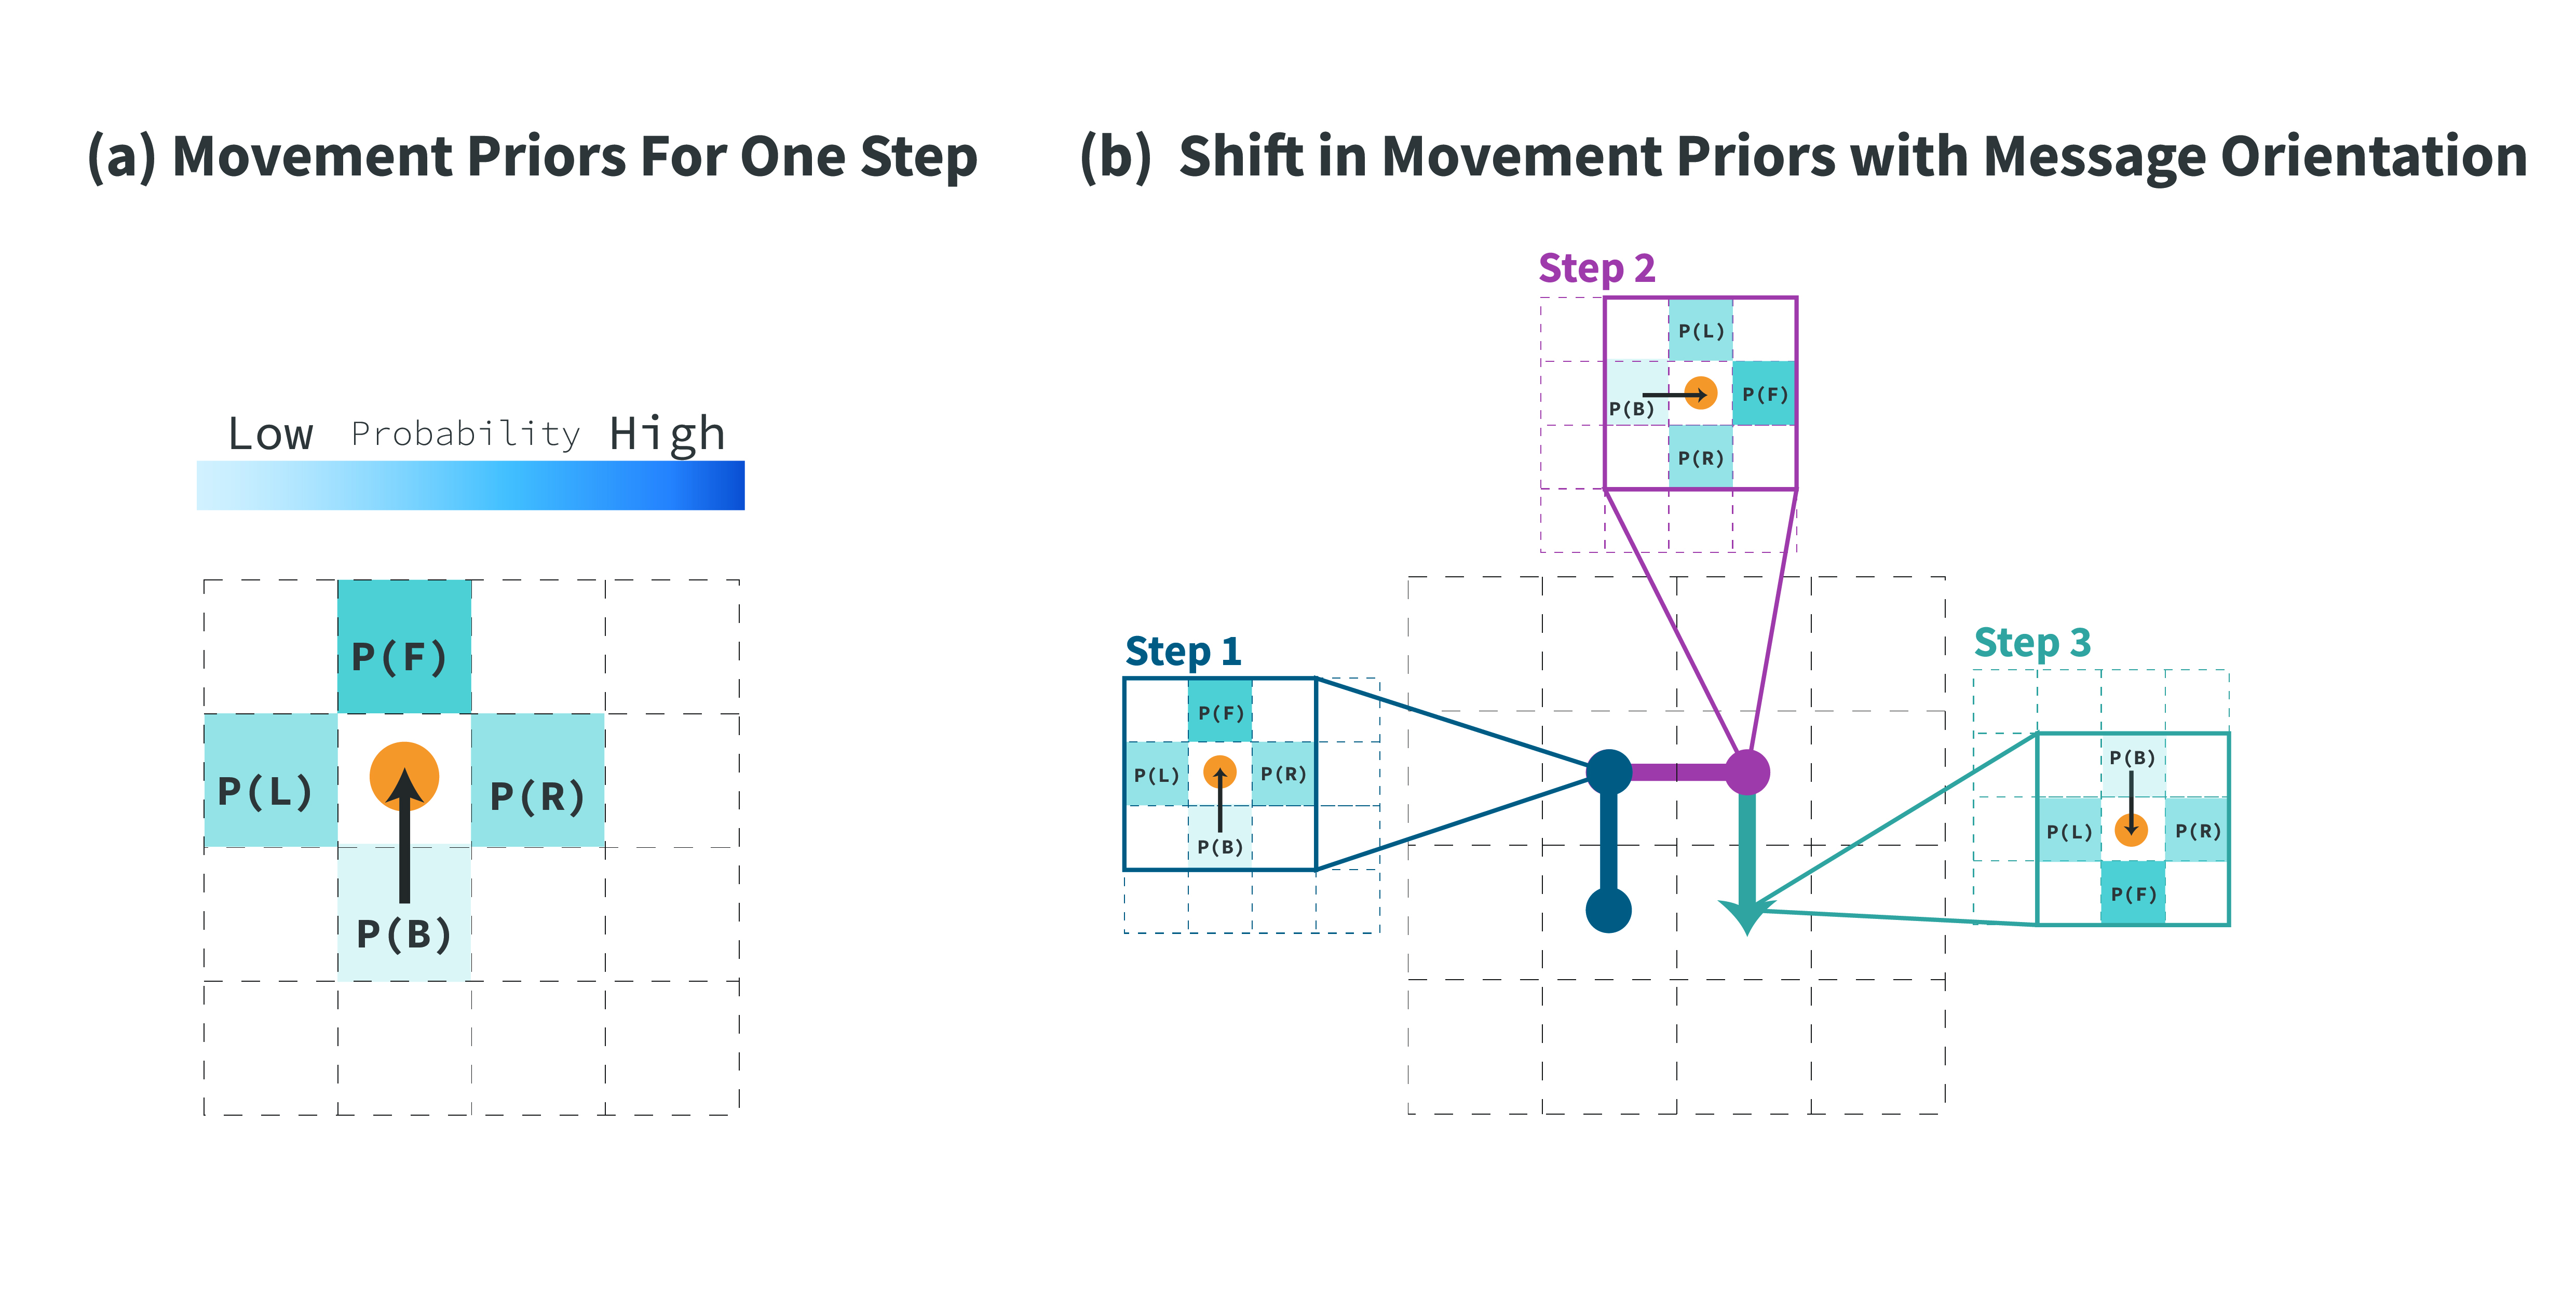 (a) Movement Priors For One Step
Low Probability High
P(F)
P(L)
P(R)
P(B)
(b) Shift in Movement Priors with Message Orientation
Step 1
P(F)
P(L)
P(R)
P(B)
Step 2
P(L)
P(B)
P(F)
P(R)
Step 3
P(B)
P(L)
P(R)
P(F)